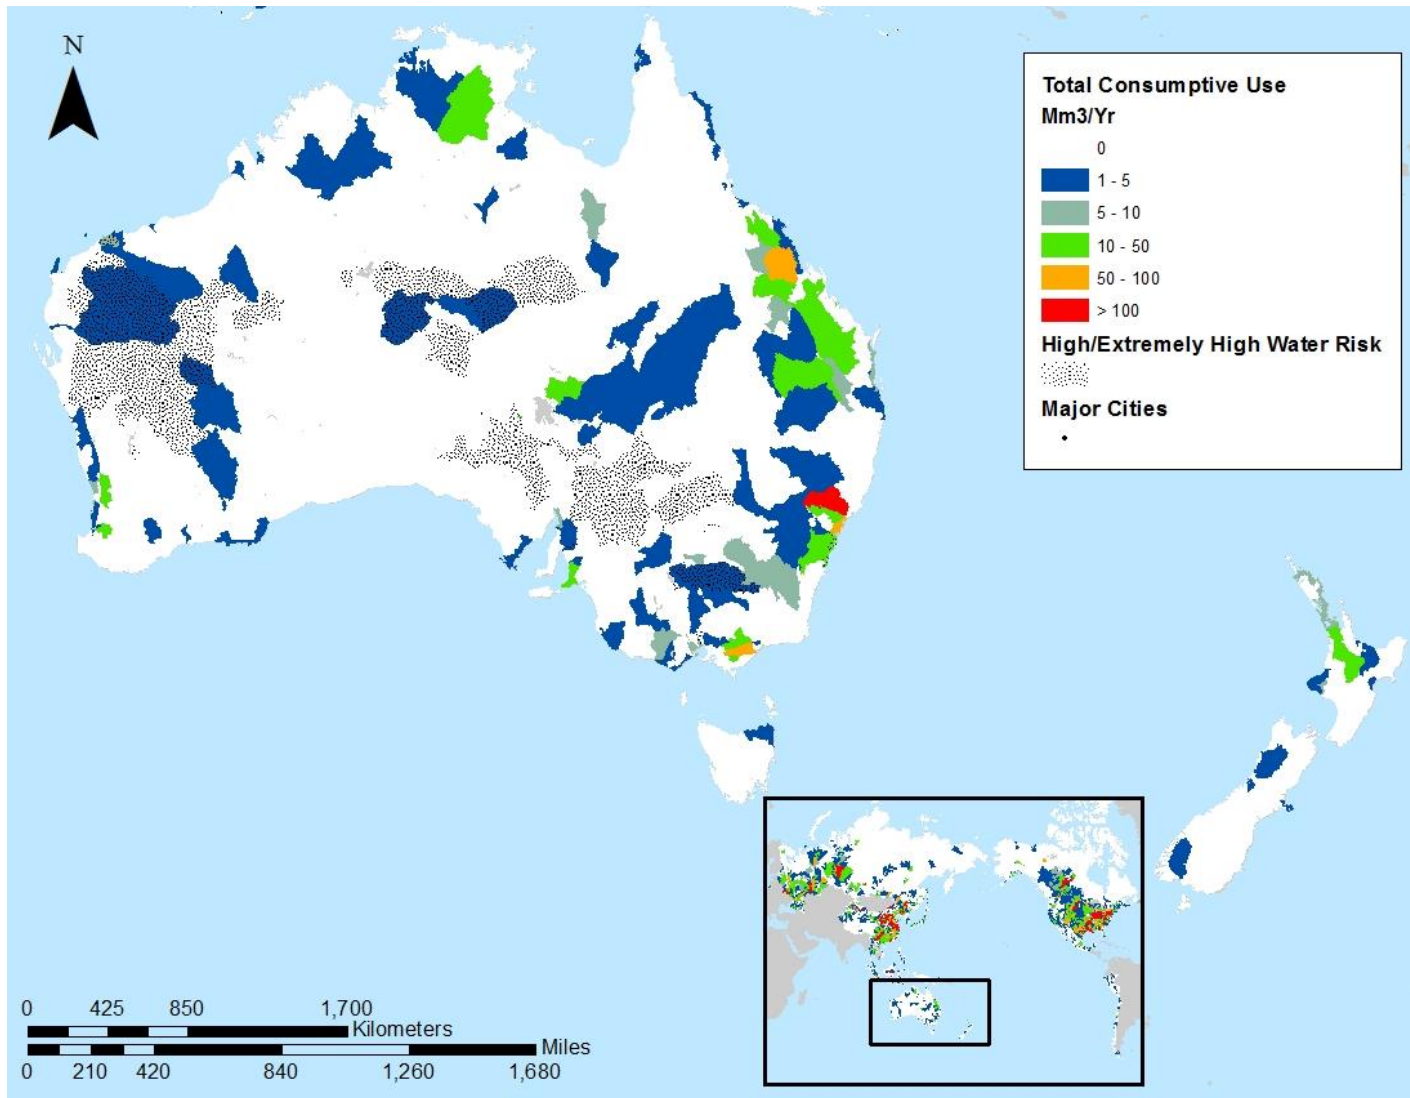 N
Total Consumptive Use
Mm3/Yr
0
1 - 5
5 - 10
10 - 50
50 - 100
> 100
High/Extremely High Water Risk
Major Cities
0 425 850 1,700
Kilometers
Miles
0 210 420 840 1,260 1,680